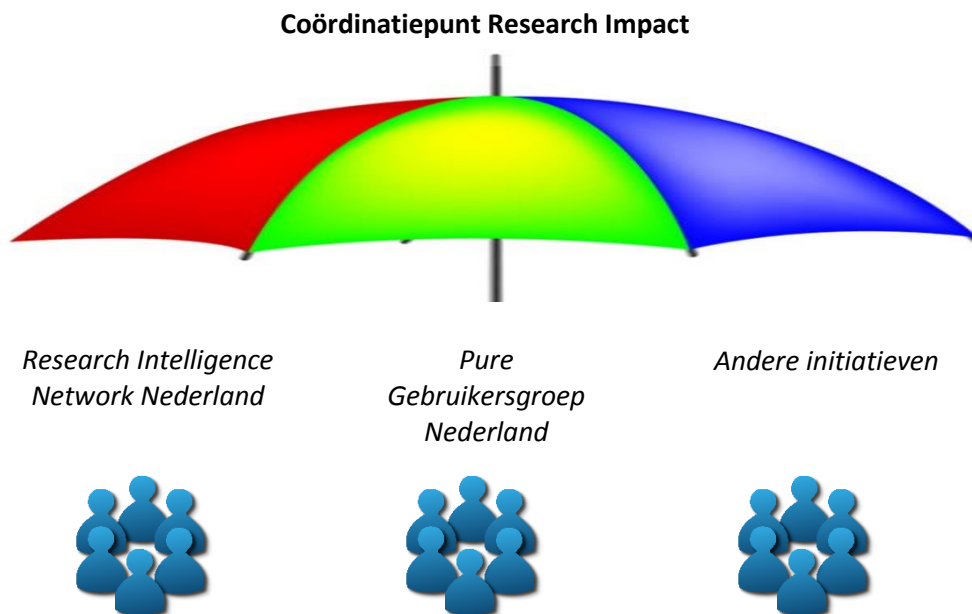 Coördinatiepunt Research Impact
Research Intelligence
Network Nederland
Pure
Gebruikersgroep
Nederland
Andere initiatieven